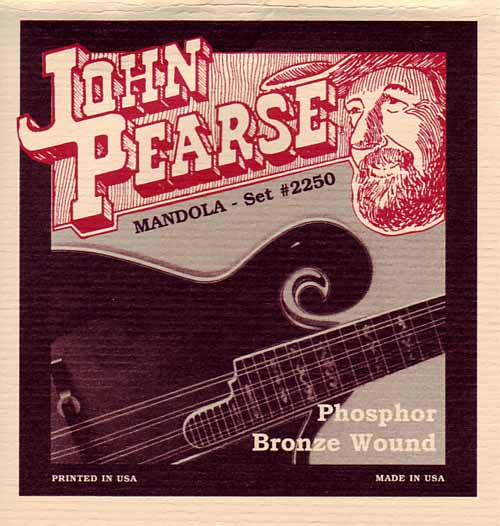 JOHN
PEARSE
MANDOLA - Set #2250
Phosphor
Bronze Wound
PRINTED IN USA
MADE IN USA